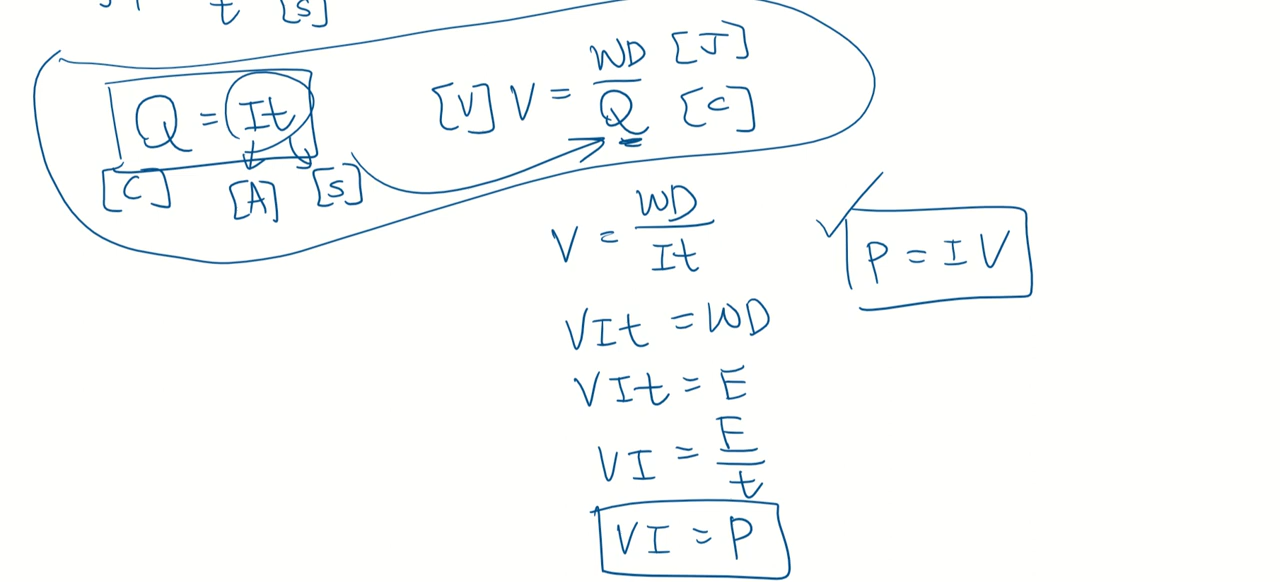 t [S]
Q = It
[C] [A] [S]
[V] V = WD/Q [J] [C]
V = WD/It
VIt = WD
VIt = E
VI = E/t
VI = P
P = IV